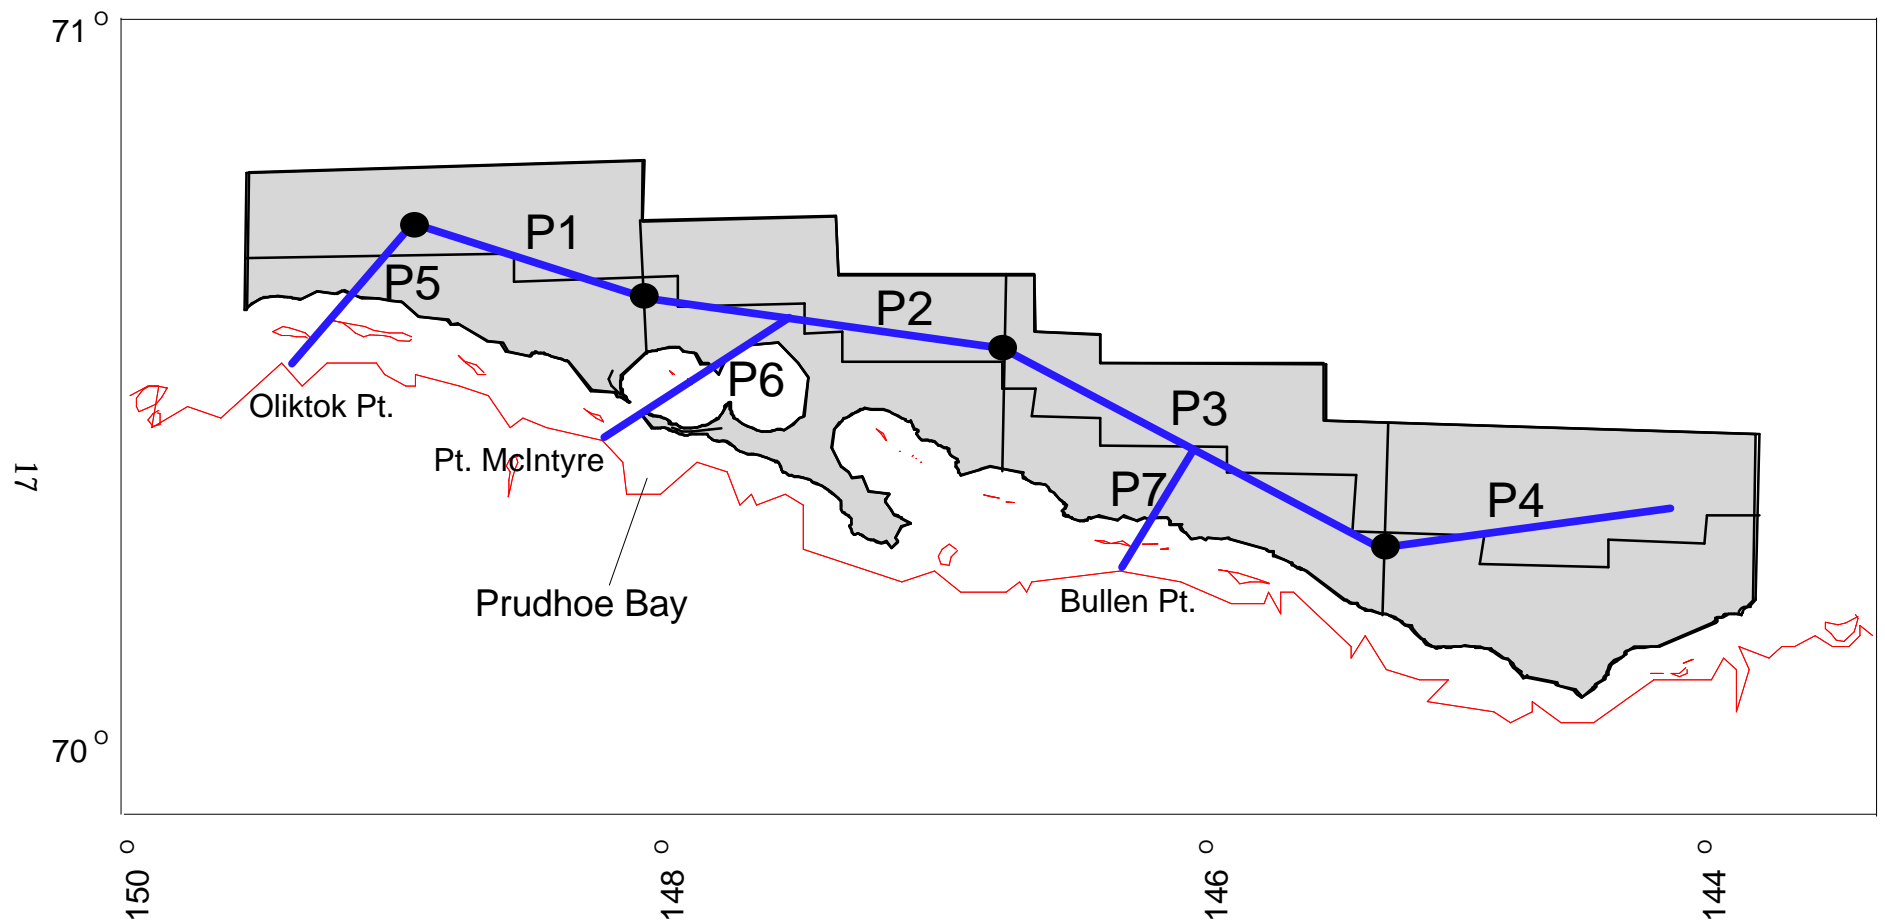 71°
P1
P5
P2
P6
P3
Oliktok Pt.
Pt. McIntyre
P7
P4
17
Prudhoe Bay
Bullen Pt.
70°
150°
148°
146°
144°